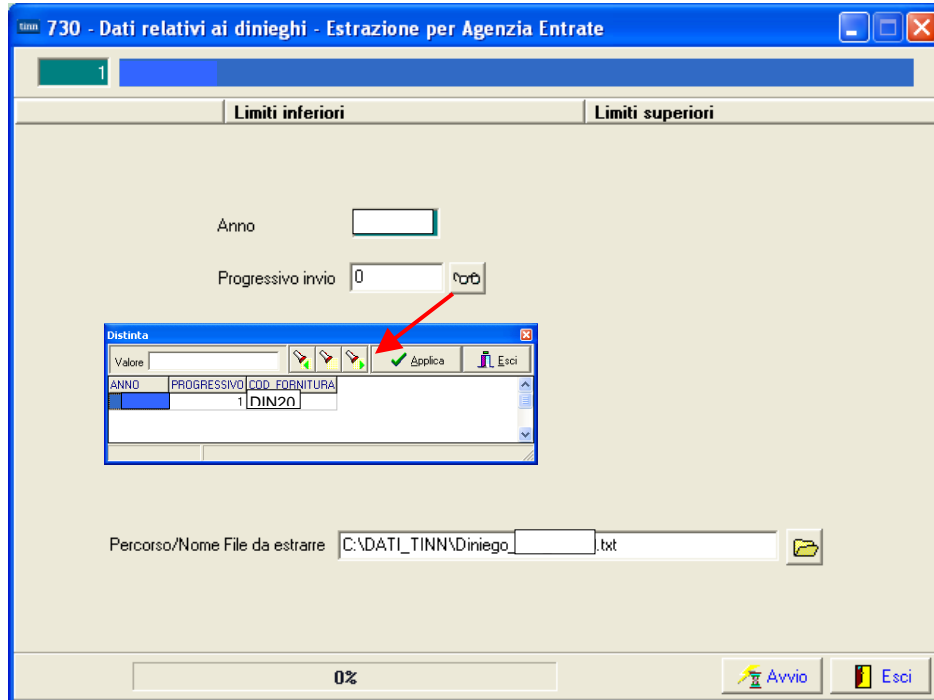 tinn 730 - Dati relativi ai dinieghi - Estrazione per Agenzia Entrate
1
Limiti inferiori Limiti superiori
Anno
Progressivo invio 0
Distinta
Valore Applica Esci
ANNO PROGRESSIVO COD_FORNITURA
1 DIN20
Percorso/Nome File da estrarre C:\DATI_TINN\Diniego_ .txt
0% Avvio Esci